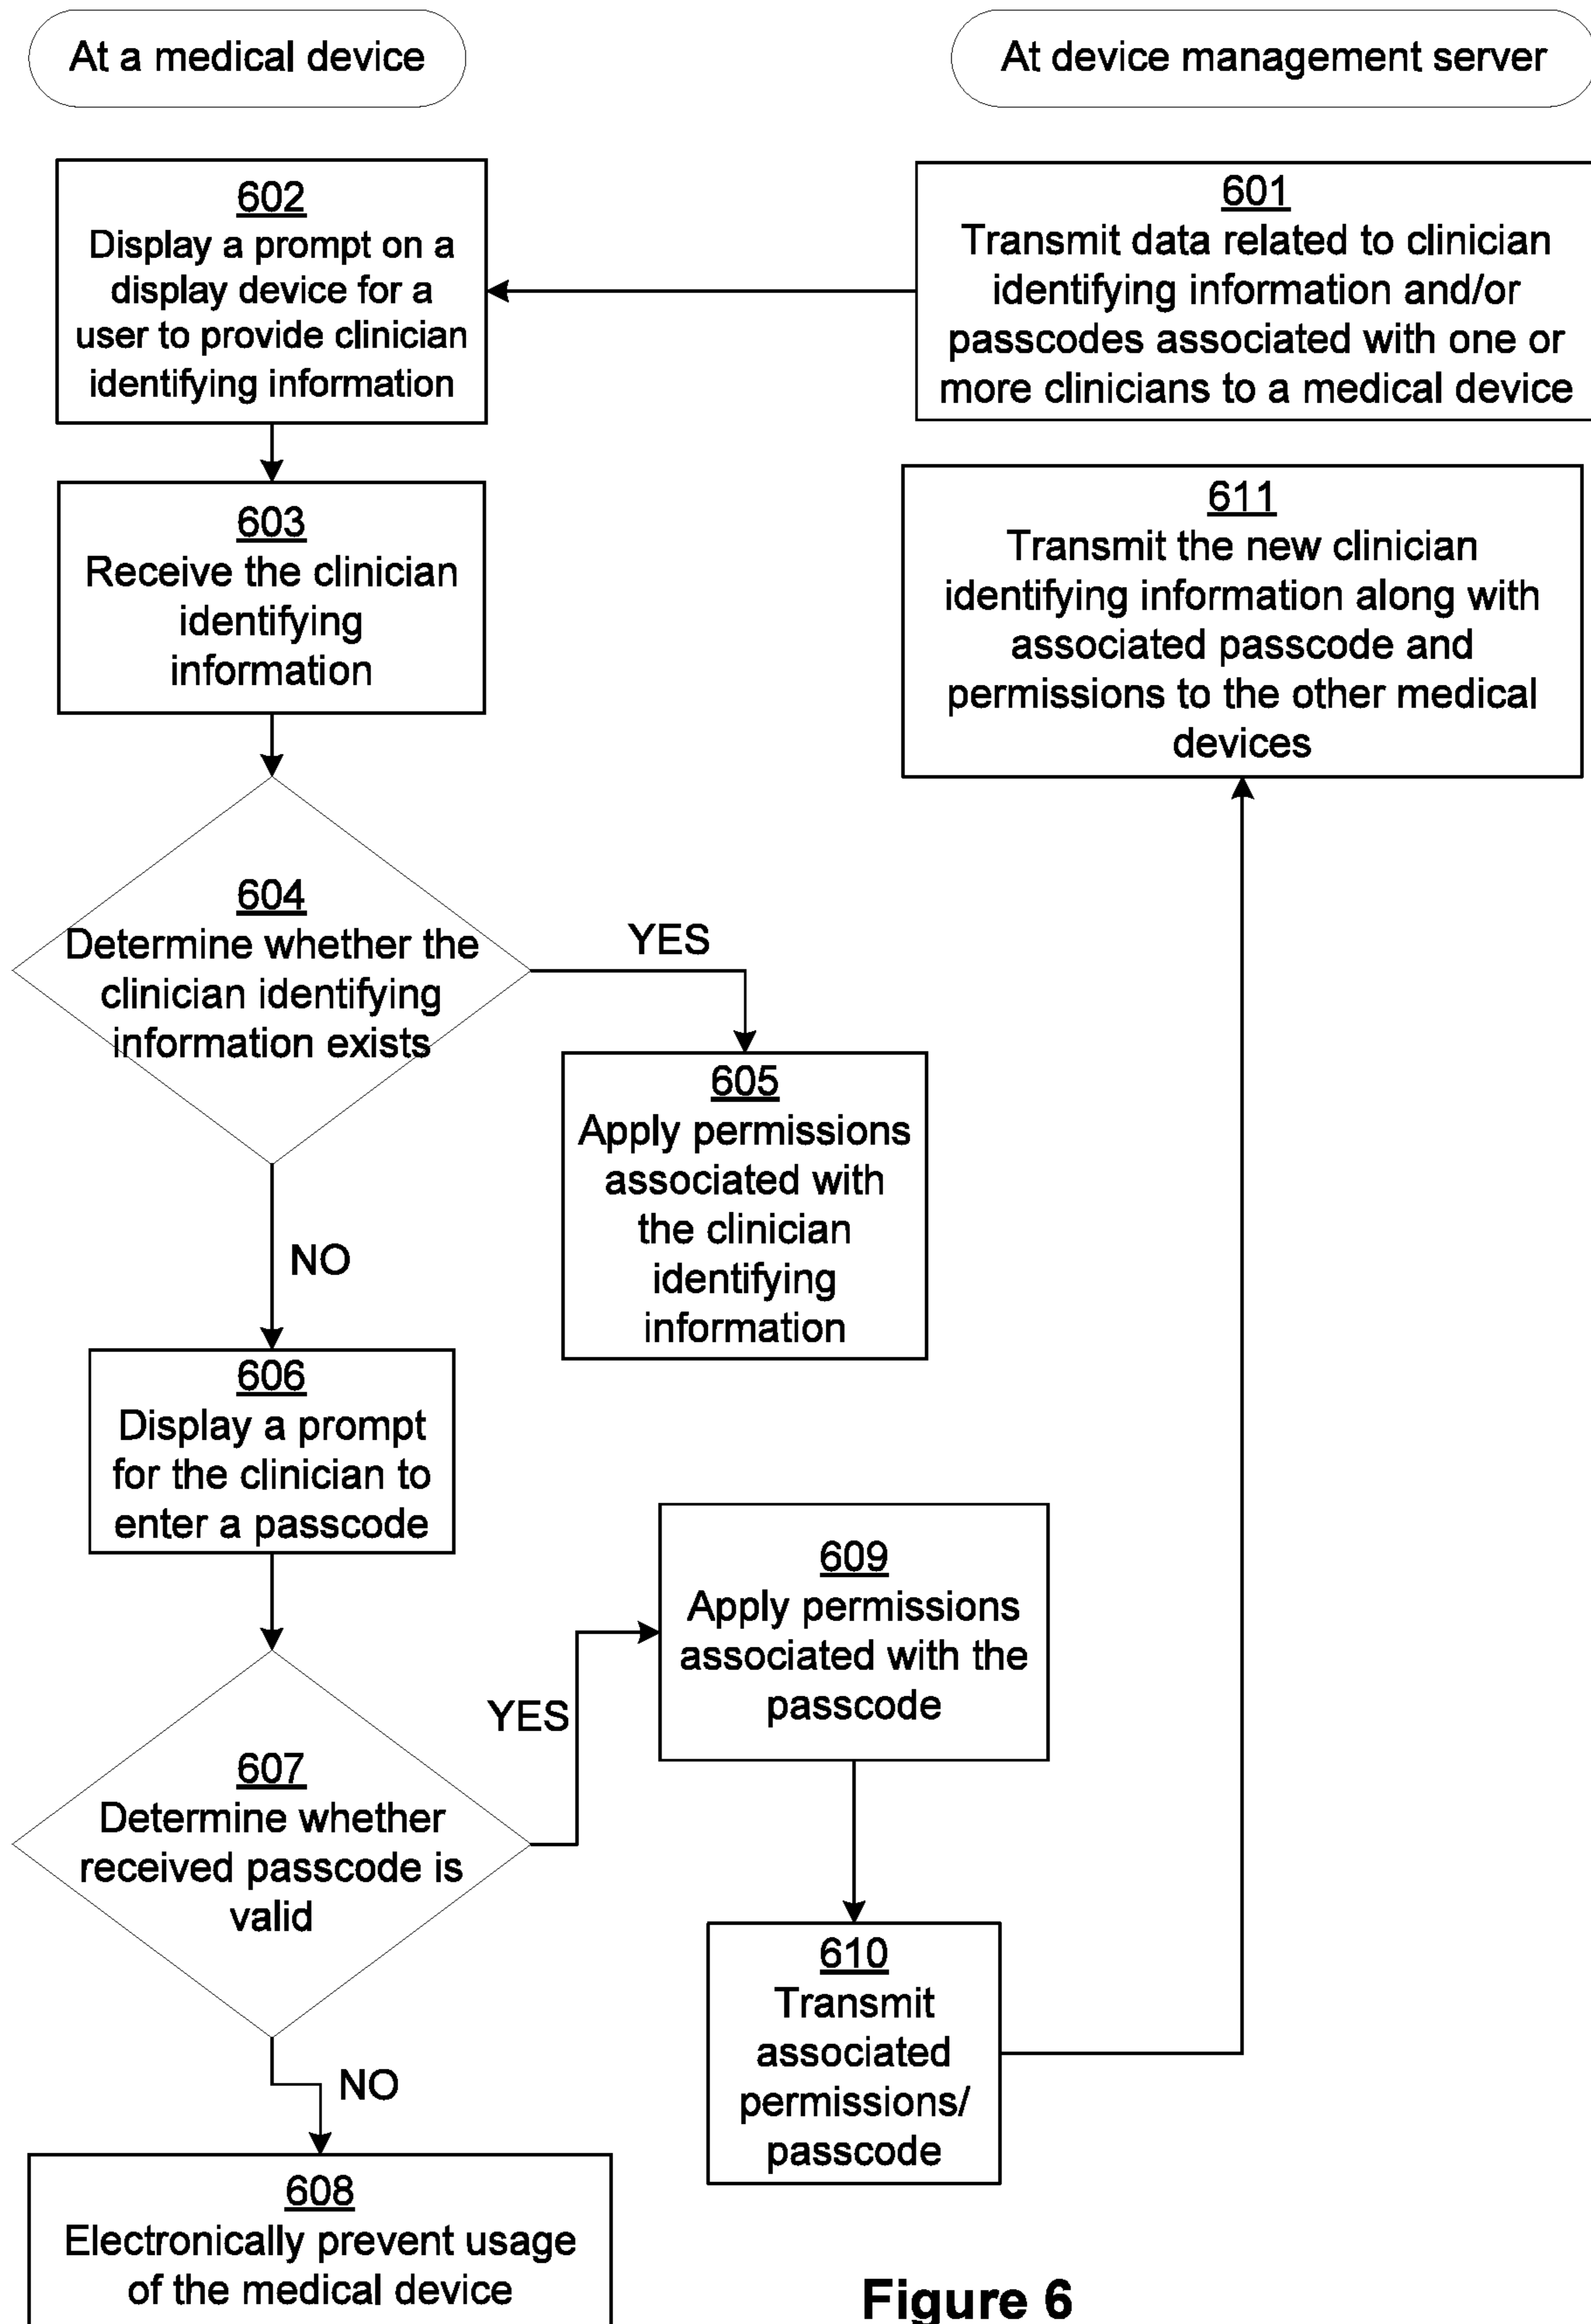 At a medical device
At device management server
602
Display a prompt on a
display device for a
user to provide clinician
identifying information
601
Transmit data related to clinician
identifying information and/or
passcodes associated with one or
more clinicians to a medical device
603
Receive the clinician
identifying
information
611
Transmit the new clinician
identifying information along with
associated passcode and
permissions to the other medical
devices
604
Determine whether the
clinician identifying
information exists
YES
605
Apply permissions
associated with
the clinician
identifying
information
NO
606
Display a prompt
for the clinician to
enter a passcode
607
Determine whether
received passcode is
valid
YES
609
Apply permissions
associated with the
passcode
610
Transmit
associated
permissions/
passcode
NO
608
Electronically prevent usage
of the medical device
Figure 6